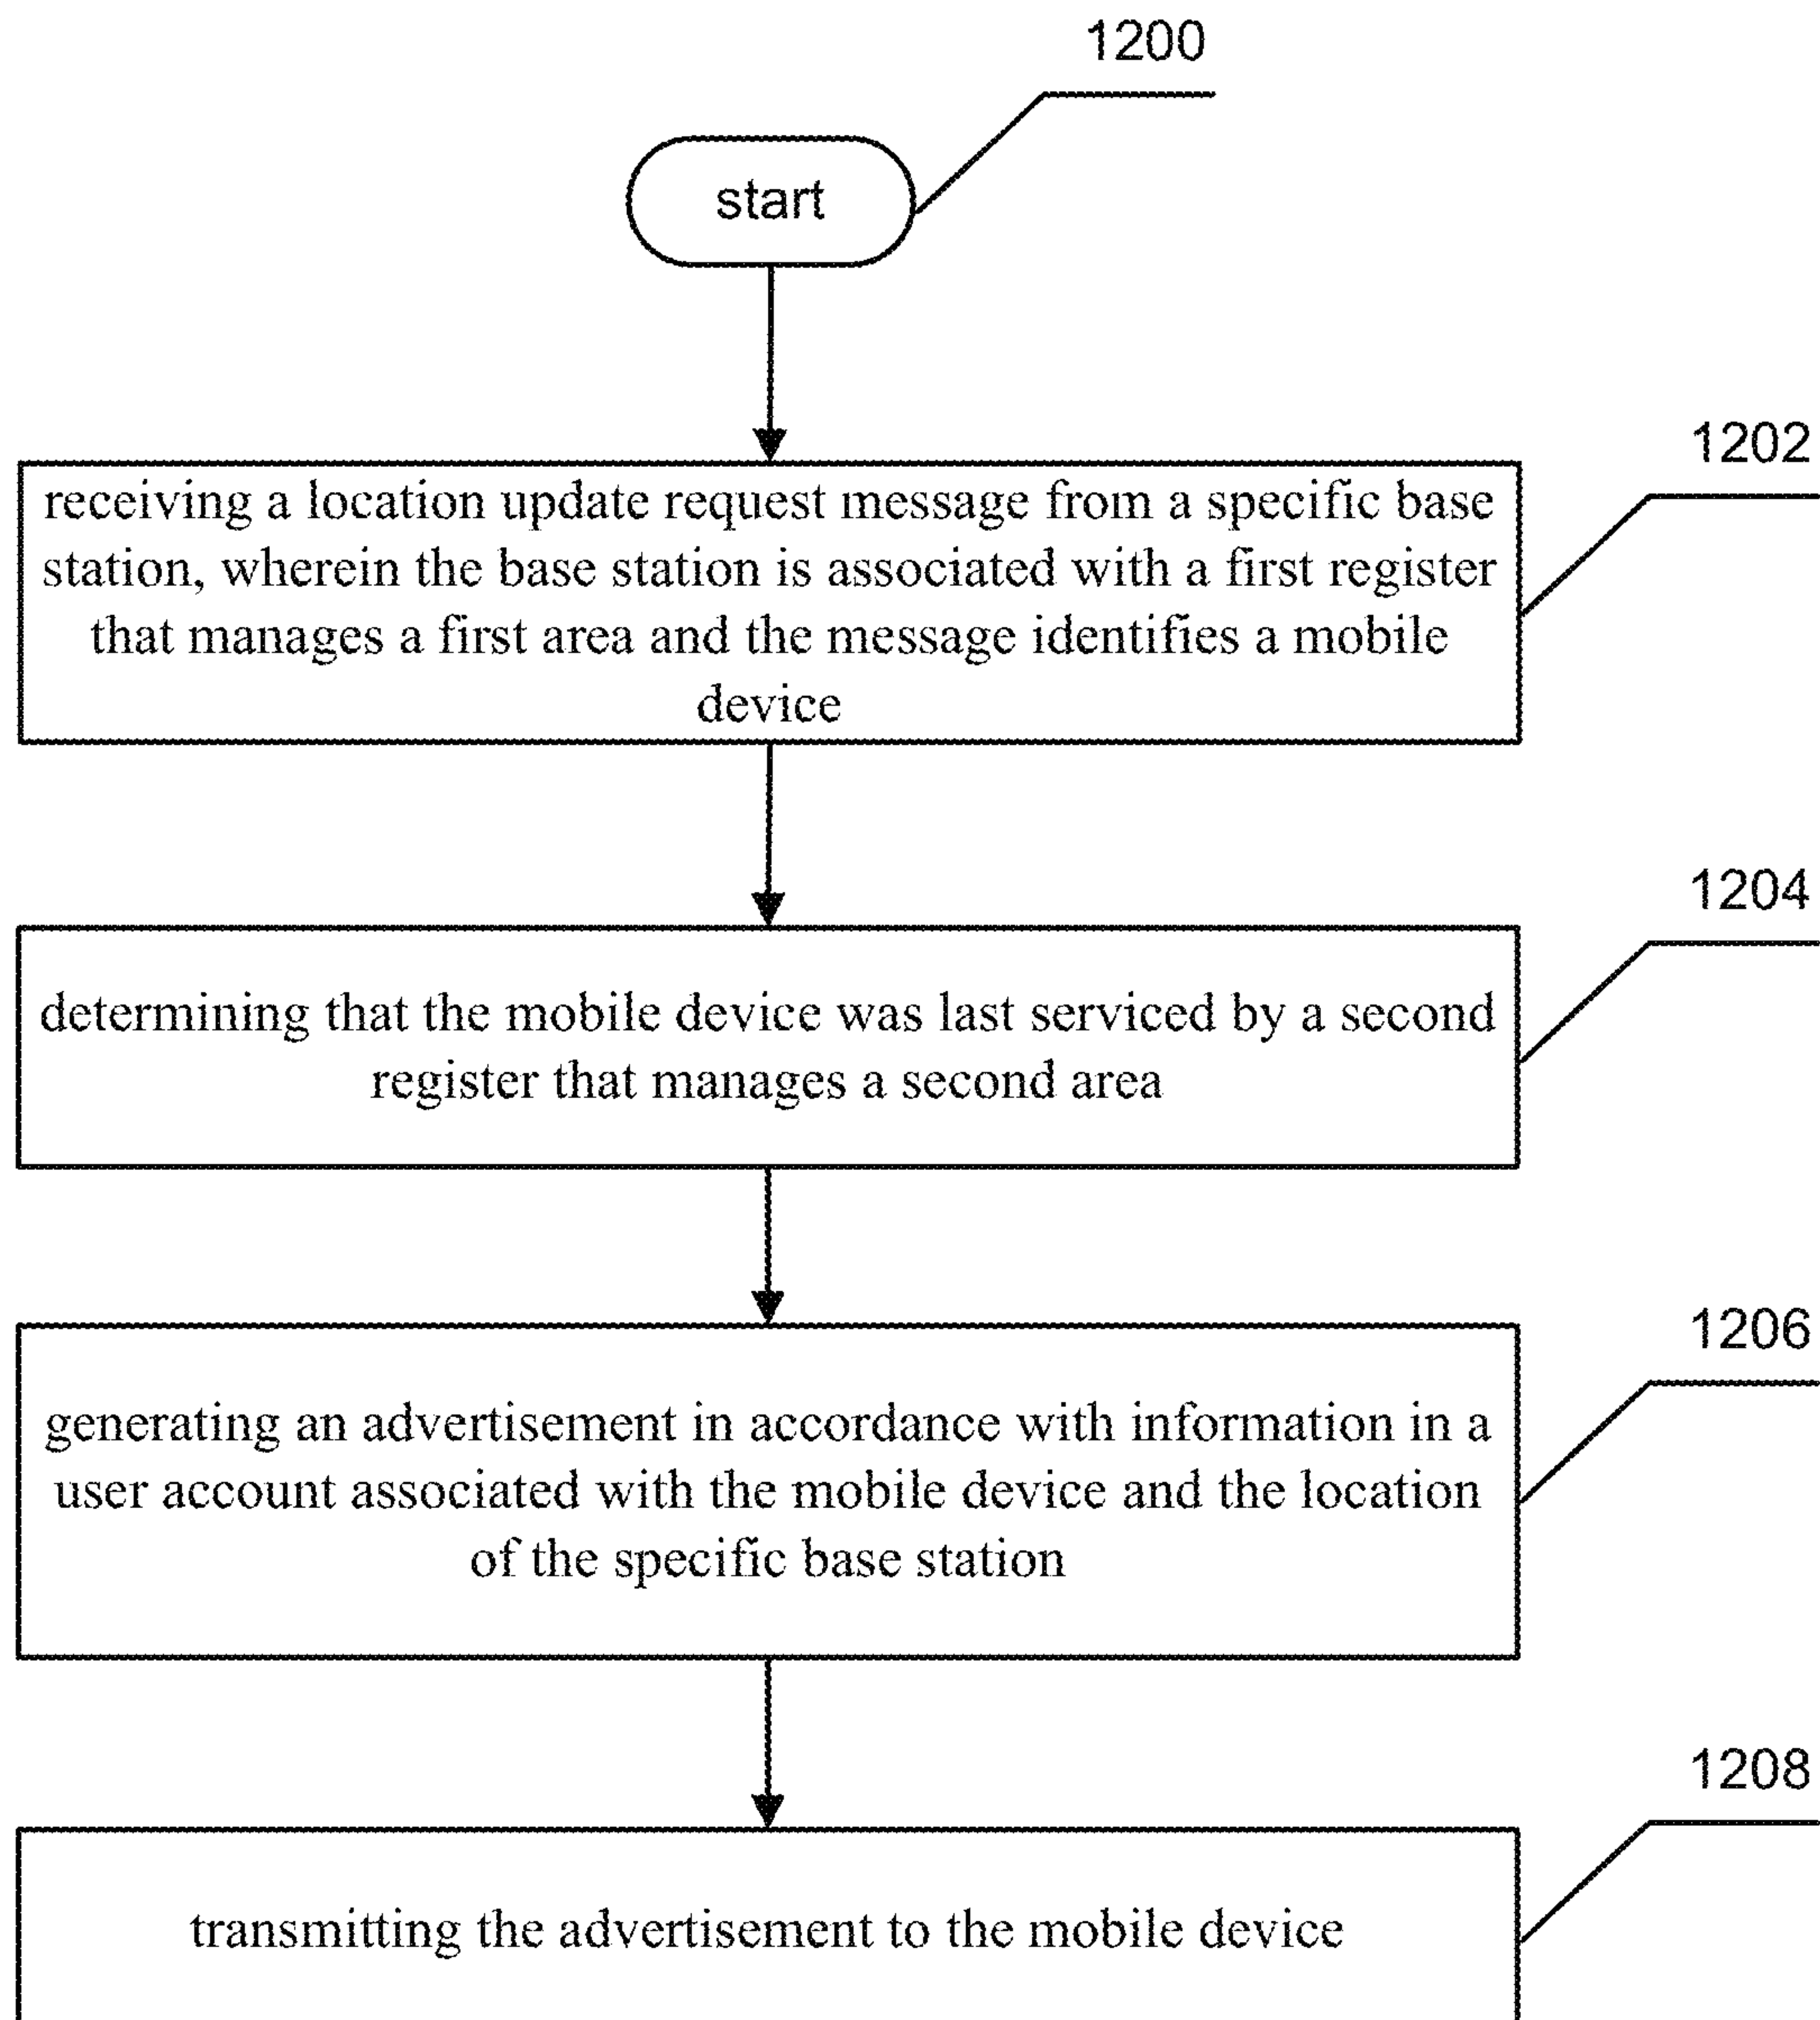 1200
start
1202
receiving a location update request message from a specific base
station, wherein the base station is associated with a first register
that manages a first area and the message identifies a mobile
device
1204
determining that the mobile device was last serviced by a second
register that manages a second area
1206
generating an advertisement in accordance with information in a
user account associated with the mobile device and the location
of the specific base station
1208
transmitting the advertisement to the mobile device